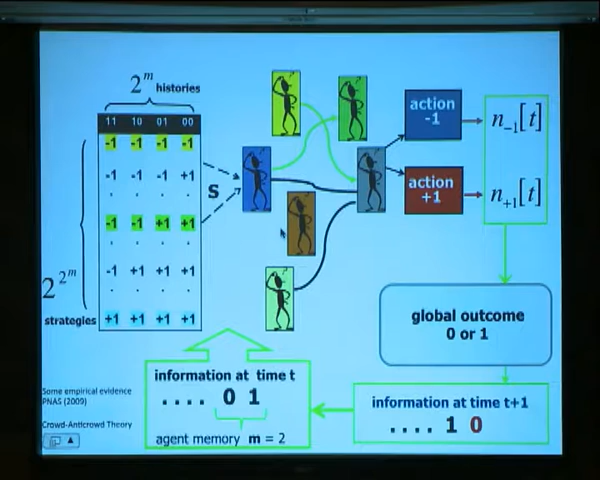 2^m histories
11 10 01 00
-1 -1 -1 -1
-1 -1 -1 +1
. . . .
-1 -1 +1 +1
. . . .
-1 +1 +1 +1
. . . .
+1 +1 +1 +1
2^2^m
strategies
S
action
-1
action
+1
n_{-1}[t]
n_{+1}[t]
global outcome
0 or 1
information at time t+1
. . . . 1 0
information at time t
. . . . 0 1
agent memory m = 2
Some empirical evidence
PNAS (2009)
Crowd-Anticrowd Theory